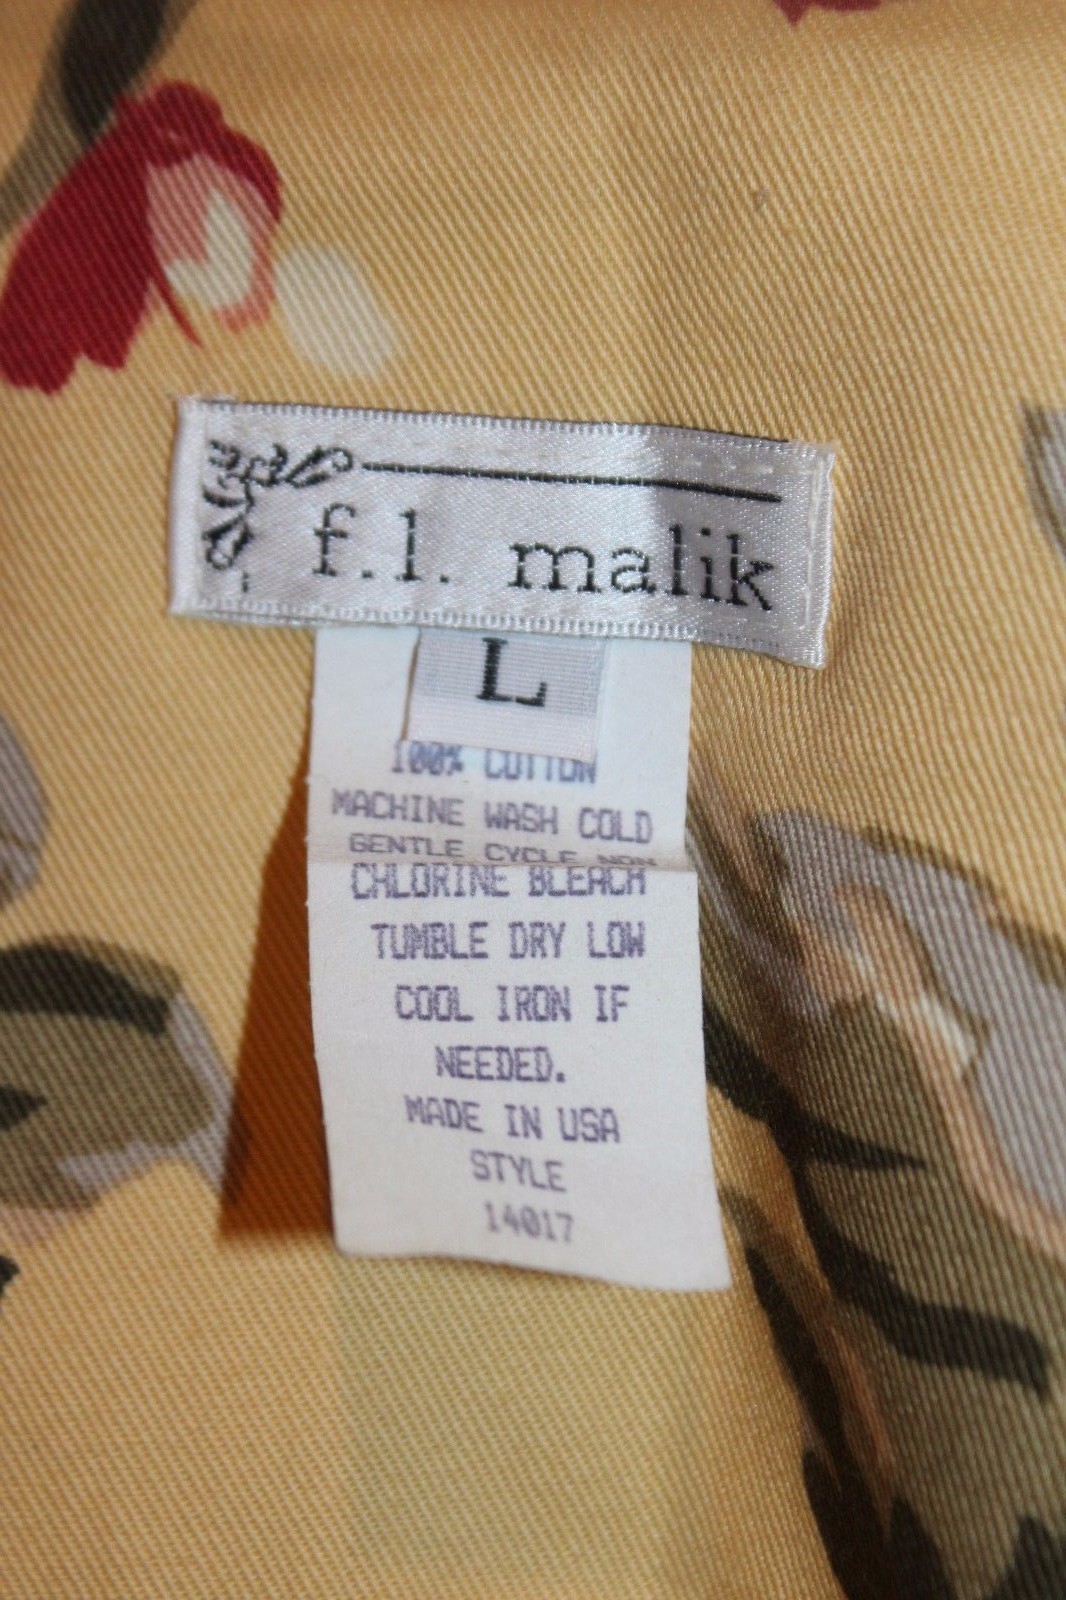 f.l. malik
L
100% COTTON
MACHINE WASH COLD
GENTLE CYCLE NON
CHLORINE BLEACH
TUMBLE DRY LOW
COOL IRON IF
NEEDED.
MADE IN USA
STYLE
14017